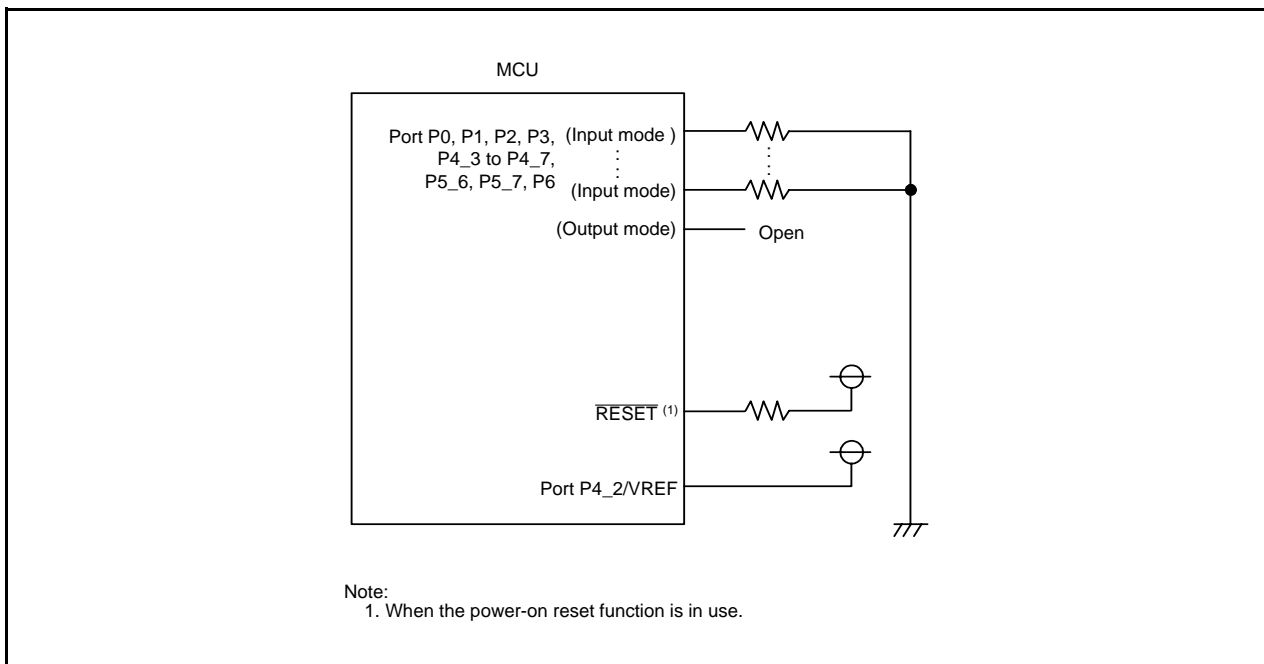 MCU
Port P0, P1, P2, P3, (Input mode )
P4_3 to P4_7,
P5_6, P5_7, P6 (Input mode)
(Output mode) Open
RESET (1)
Port P4_2/VREF
Note:
1. When the power-on reset function is in use.